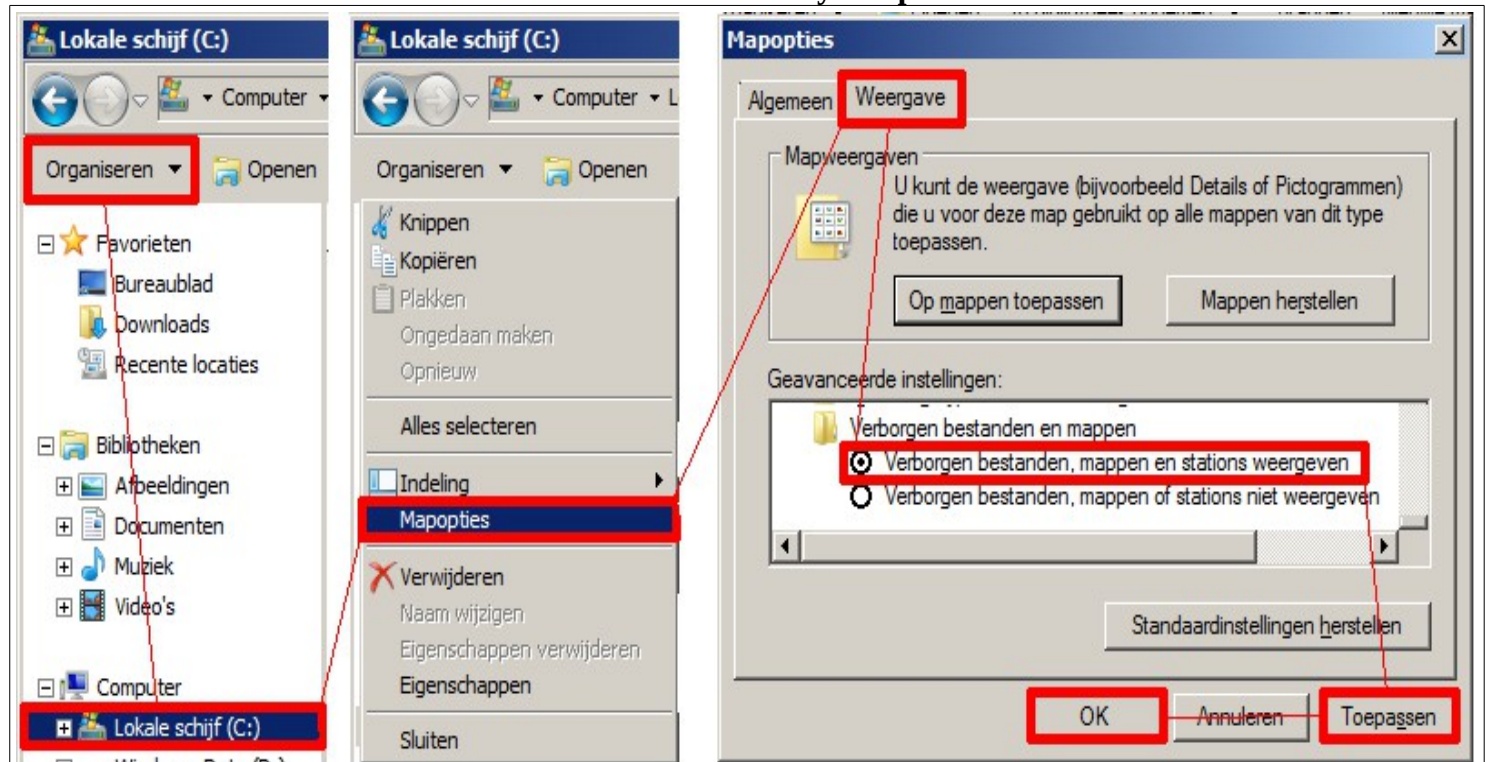 Lokale schijf (C:)
Computer
Organiseren
Openen
Favorieten
Bureaublad
Downloads
Recente locaties
Bibliotheken
Afbeeldingen
Documenten
Muziek
Video's
Computer
Lokale schijf (C:)
Lokale schijf (C:)
Computer L
Organiseren
Openen
Knippen
Kopiëren
Plakken
Ongedaan maken
Opnieuw
Alles selecteren
Indeling
Mapopties
Verwijderen
Naam wijzigen
Eigenschappen verwijderen
Eigenschappen
Sluiten
Mapopties
Algemeen
Weergave
Mapweergaven
U kunt de weergave (bijvoorbeeld Details of Pictogrammen)
die u voor deze map gebruikt op alle mappen van dit type
toepassen.
Op mappen toepassen
Mappen herstellen
Geavanceerde instellingen:
Verborgen bestanden en mappen
Verborgen bestanden, mappen en stations weergeven
Verborgen bestanden, mappen of stations niet weergeven
Standaardinstellingen herstellen
OK
Annuleren
Toepassen